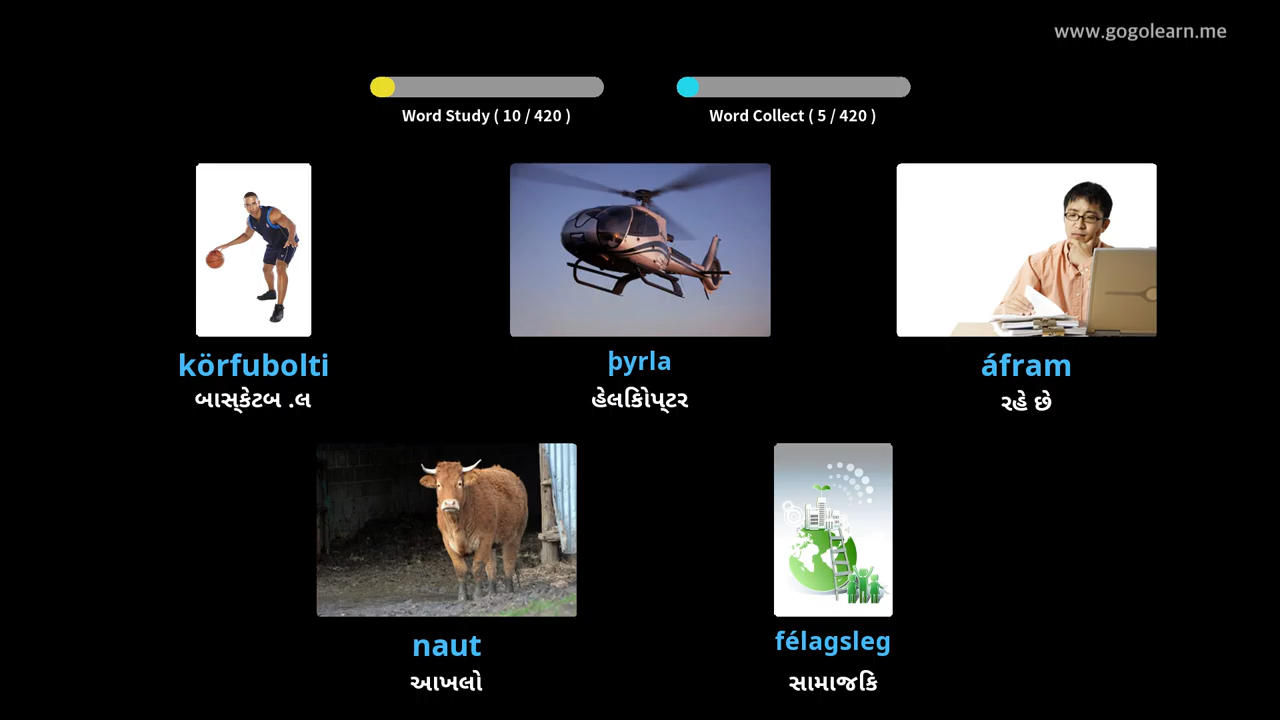 www.gogolearn.me
Word Study ( 10 / 420 )
Word Collect ( 5 / 420 )
körfubolti
બાસ્કેટબ .લ
þyrla
હેલિકોપ્ટર
áfram
રહે છે
naut
આખલો
félagsleg
સામાજિક